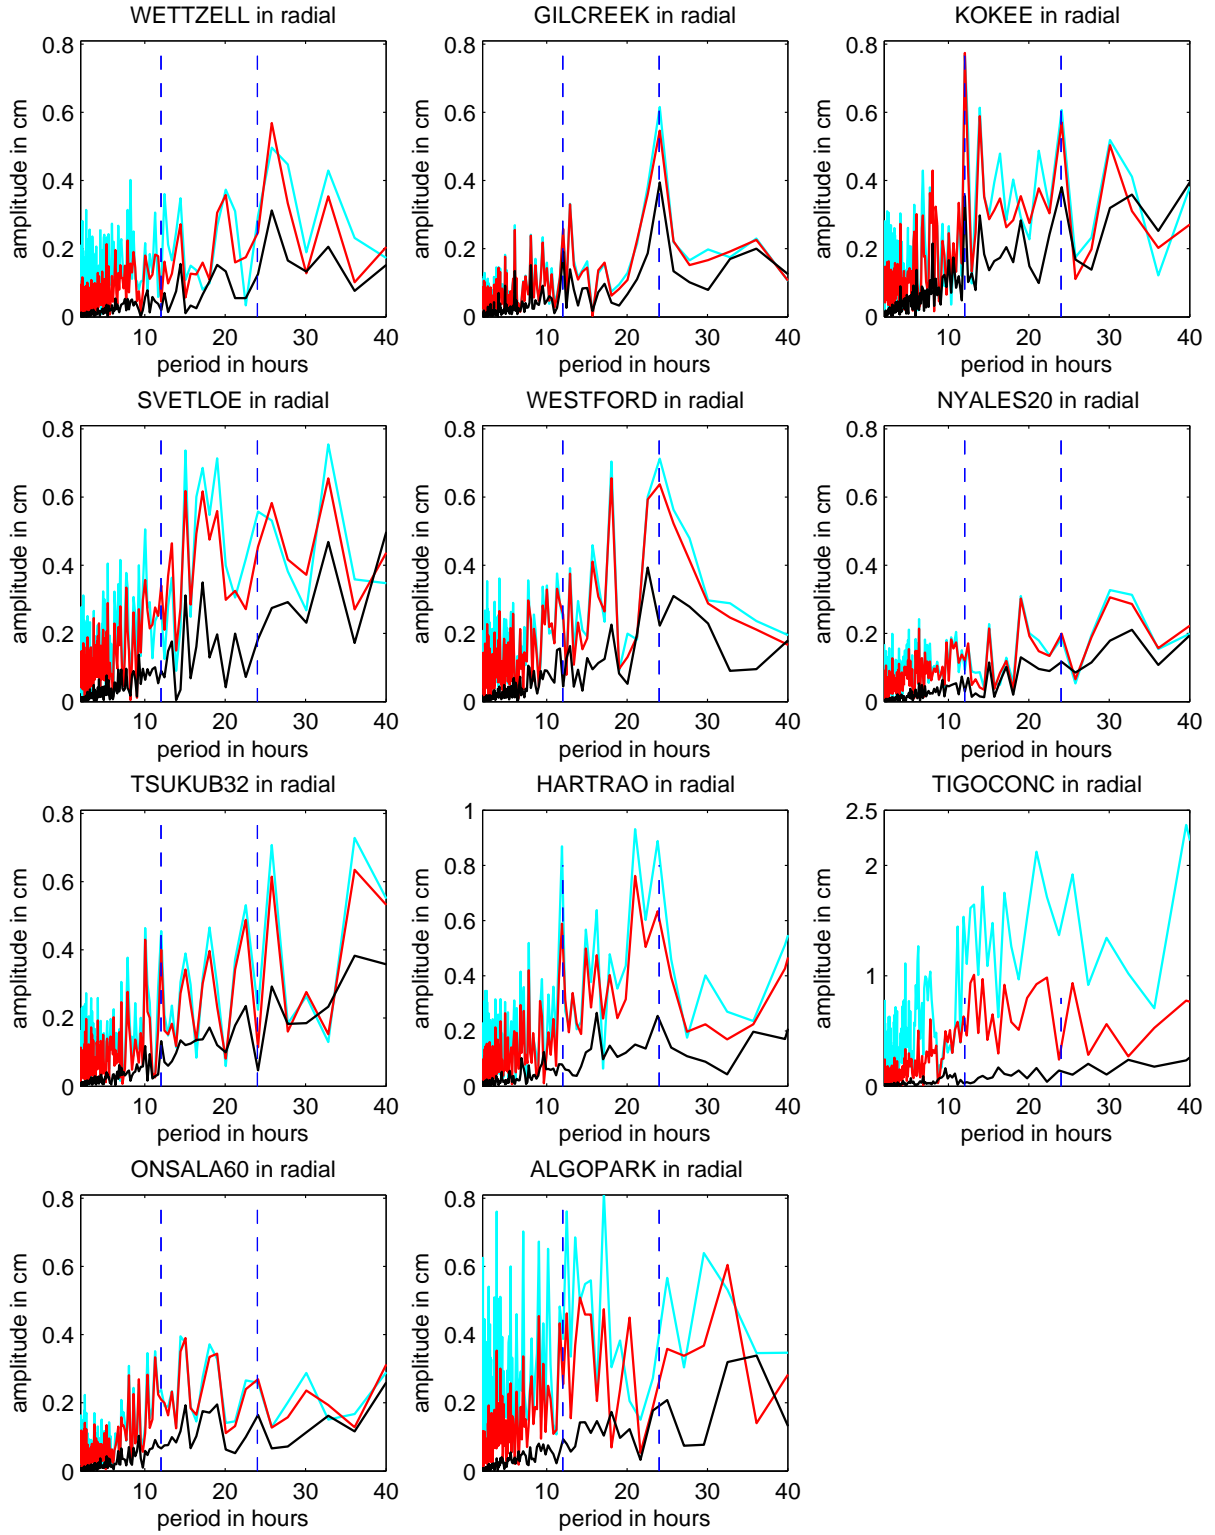 WETTZELL in radial
GILCREEK in radial
KOKEE in radial
amplitude in cm
0.8
0.6
0.4
0.2
0
10 20 30 40
period in hours
amplitude in cm
0.8
0.6
0.4
0.2
0
10 20 30 40
period in hours
amplitude in cm
0.8
0.6
0.4
0.2
0
10 20 30 40
period in hours
SVETLOE in radial
WESTFORD in radial
NYALES20 in radial
amplitude in cm
0.8
0.6
0.4
0.2
0
10 20 30 40
period in hours
amplitude in cm
0.8
0.6
0.4
0.2
0
10 20 30 40
period in hours
amplitude in cm
0.8
0.6
0.4
0.2
0
10 20 30 40
period in hours
TSUKUB32 in radial
HARTRAO in radial
TIGOCONC in radial
amplitude in cm
0.8
0.6
0.4
0.2
0
10 20 30 40
period in hours
amplitude in cm
1
0.8
0.6
0.4
0.2
0
10 20 30 40
period in hours
amplitude in cm
2.5
2
1
0
10 20 30 40
period in hours
ONSALA60 in radial
ALGOPARK in radial
amplitude in cm
0.8
0.6
0.4
0.2
0
10 20 30 40
period in hours
amplitude in cm
0.8
0.6
0.4
0.2
0
10 20 30 40
period in hours